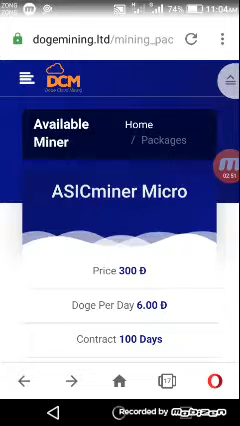 ZONG
ZONG
74% 11:04AM
dogemining.ltd/mining_pac
DCM
Available
Miner
Home
/ Packages
02:51
ASICminer Micro
Price 300 Đ
Doge Per Day 6.00 Đ
Contract 100 Days
17
Recorded by mobizen